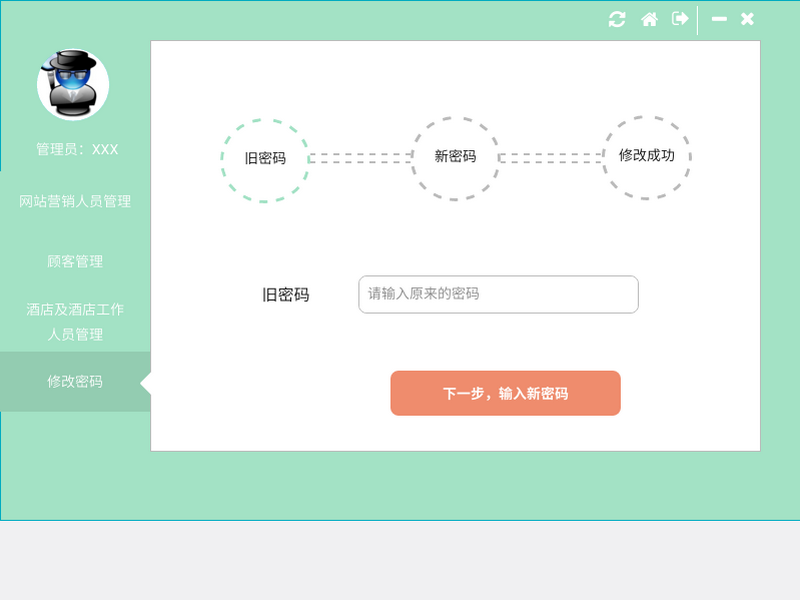 管理员：XXX
网站营销人员管理
顾客管理
酒店及酒店工作
人员管理
修改密码
旧密码
新密码
修改成功
旧密码
请输入原来的密码
下一步，输入新密码